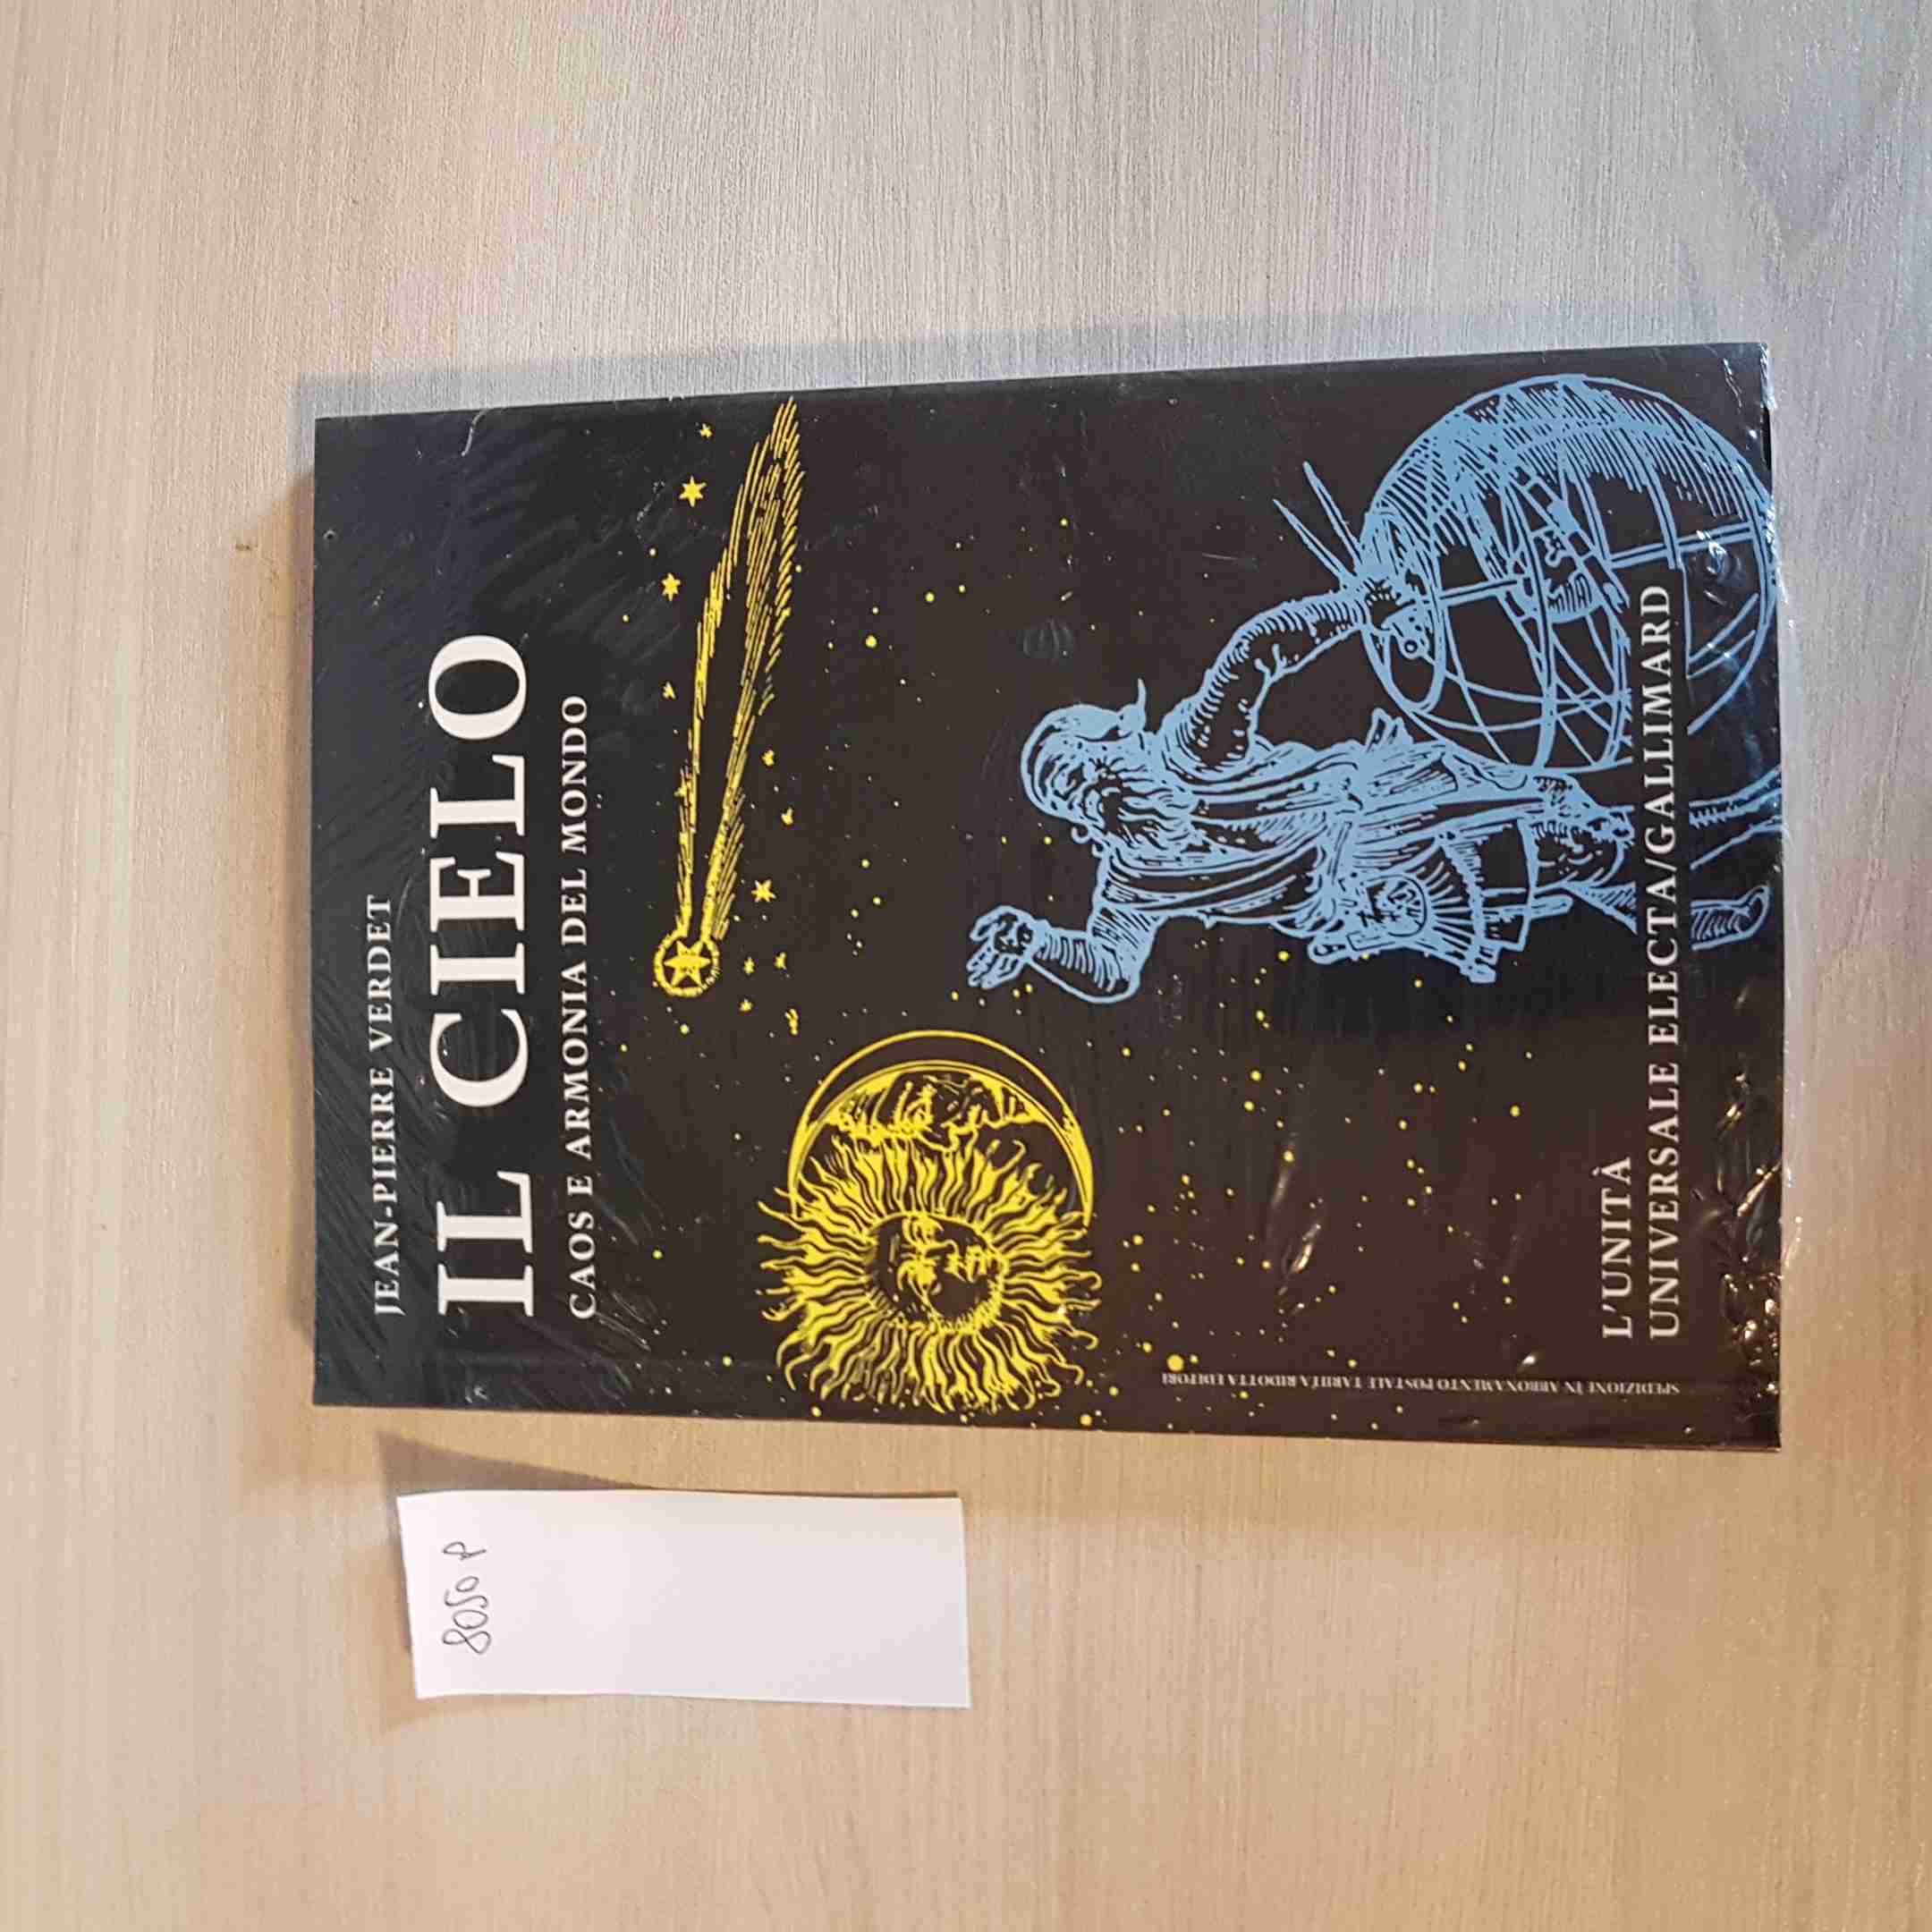 JEAN-PIERRE VERDET
IL CIELO
CAOS E ARMONIA DEL MONDO
L'UNITÀ
UNIVERSALE ELECTA/GALLIMARD
SPEDIZIONE IN ABBONAMENTO POSTALE TARIFFA RIDOTTA EDITORI
8050 P